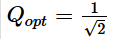 Q_{opt} = \frac{1}{\sqrt{2}}